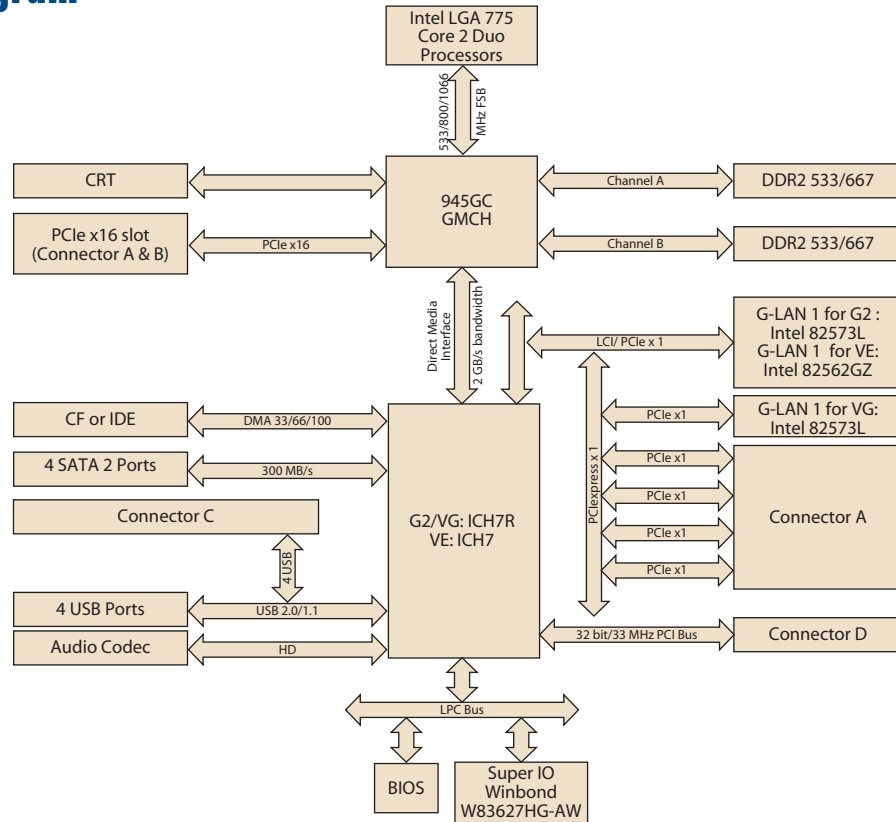 Intel LGA 775
Core 2 Duo
Processors
533/800/1066
MHz FSB
CRT
945GC
GMCH
Channel A
DDR2 533/667
PCIe x16 slot
(Connector A & B)
PCIe x16
Channel B
DDR2 533/667
Direct Media
Interface
2 GB/s bandwidth
LCI/ PCIe x 1
G-LAN 1 for G2 :
Intel 82573L
G-LAN 1 for VE:
Intel 82562GZ
CF or IDE
DMA 33/66/100
PCIe x1
G-LAN 1 for VG:
Intel 82573L
4 SATA 2 Ports
300 MB/s
PCIexpress x 1
PCIe x1
PCIe x1
PCIe x1
PCIe x1
Connector A
Connector C
G2/VG: ICH7R
VE: ICH7
4 USB
4 USB Ports
USB 2.0/1.1
Audio Codec
HD
32 bit/33 MHz PCI Bus
Connector D
LPC Bus
BIOS
Super IO
Winbond
W83627HG-AW